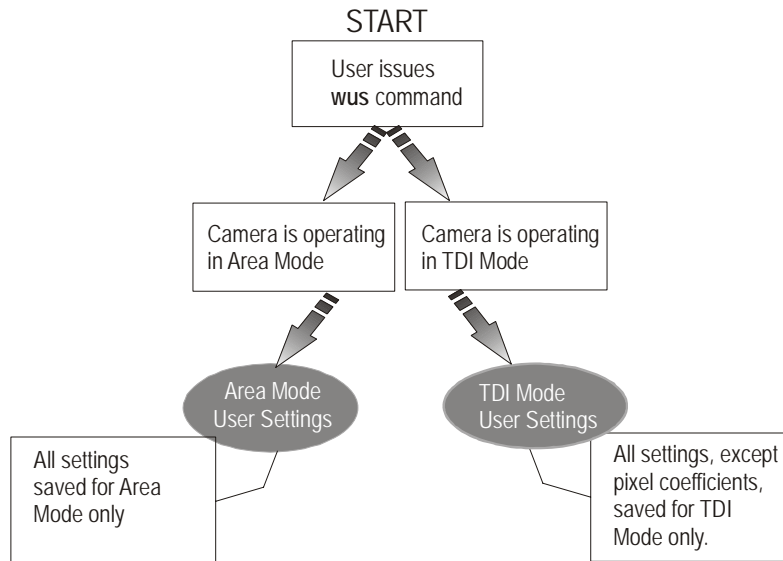 START
User issues
wus command
Camera is operating
in Area Mode
Camera is operating
in TDI Mode
Area Mode
User Settings
TDI Mode
User Settings
All settings
saved for Area
Mode only
All settings, except
pixel coefficients,
saved for TDI
Mode only.